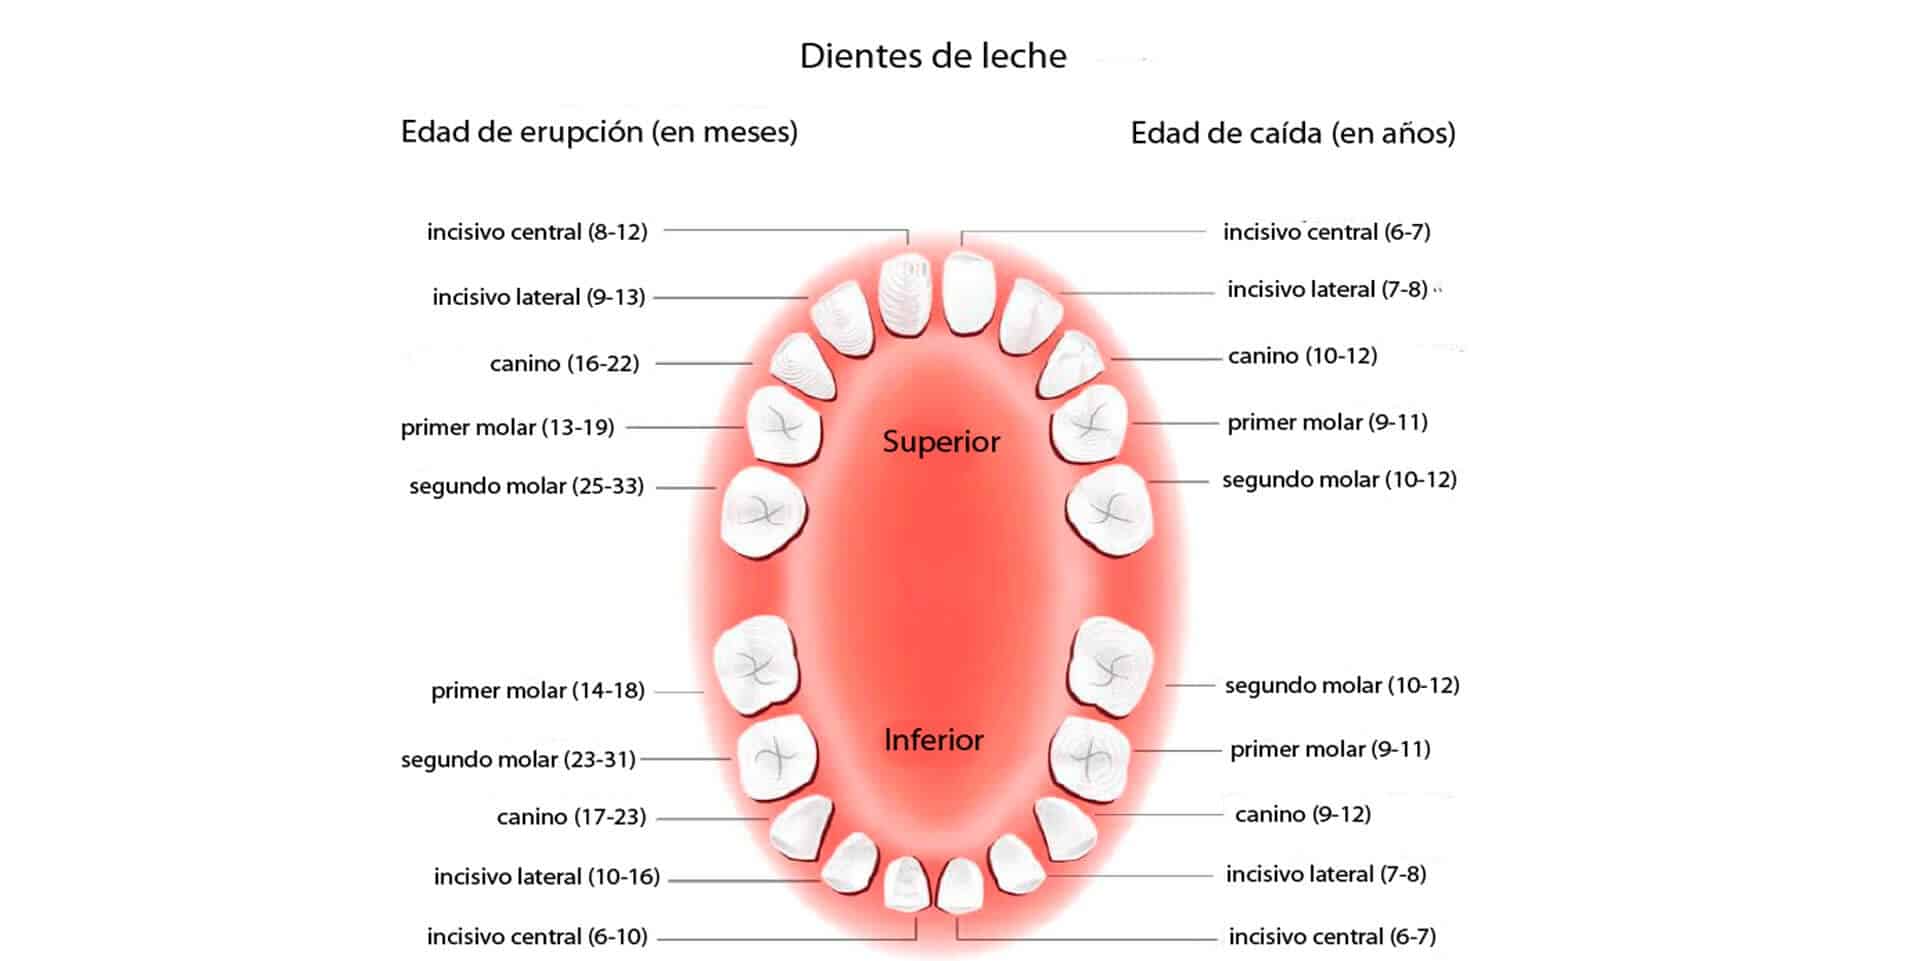 Dientes de leche
Edad de erupción (en meses)
Edad de caída (en años)
incisivo central (8-12)
incisivo central (6-7)
incisivo lateral (9-13)
incisivo lateral (7-8)
canino (16-22)
canino (10-12)
primer molar (13-19)
primer molar (9-11)
Superior
segundo molar (25-33)
segundo molar (10-12)
primer molar (14-18)
segundo molar (10-12)
Inferior
segundo molar (23-31)
primer molar (9-11)
canino (17-23)
canino (9-12)
incisivo lateral (10-16)
incisivo lateral (7-8)
incisivo central (6-10)
incisivo central (6-7)